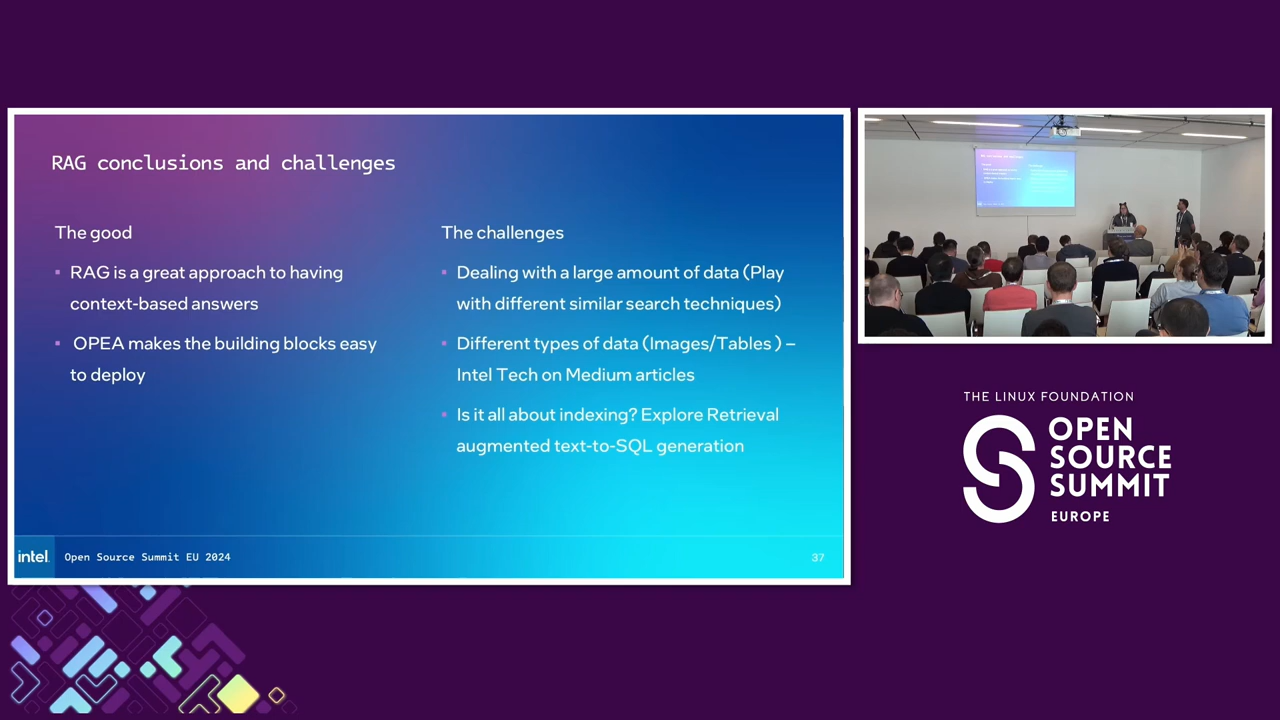 RAG conclusions and challenges
The good
▪ RAG is a great approach to having
context-based answers
▪ OPEA makes the building blocks easy
to deploy
The challenges
▪ Dealing with a large amount of data (Play
with different similar search techniques)
▪ Different types of data (Images/Tables ) –
Intel Tech on Medium articles
▪ Is it all about indexing? Explore Retrieval
augmented text-to-SQL generation
intel.
Open Source Summit EU 2024
37
THE LINUX FOUNDATION
OPEN
SOURCE
SUMMIT
EUROPE